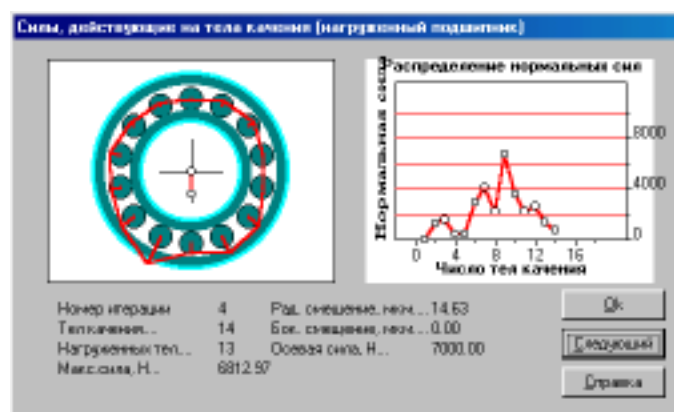 Силы, действующие на тела качения (нагруженный подшипник)
Распределение нормальных сил
Нормальная сила
8000
4000
0
0 4 8 12 16
Число тел качения
Номер итерации 4 Рад. смещение, мкм... 14.63
Тел качения... 14 Бок. смещение, мкм... 0.00
Нагруженных тел... 13 Осевая сила, Н... 7000.00
Макс.сила, Н... 6812.97
Ok
Следующий
Справка